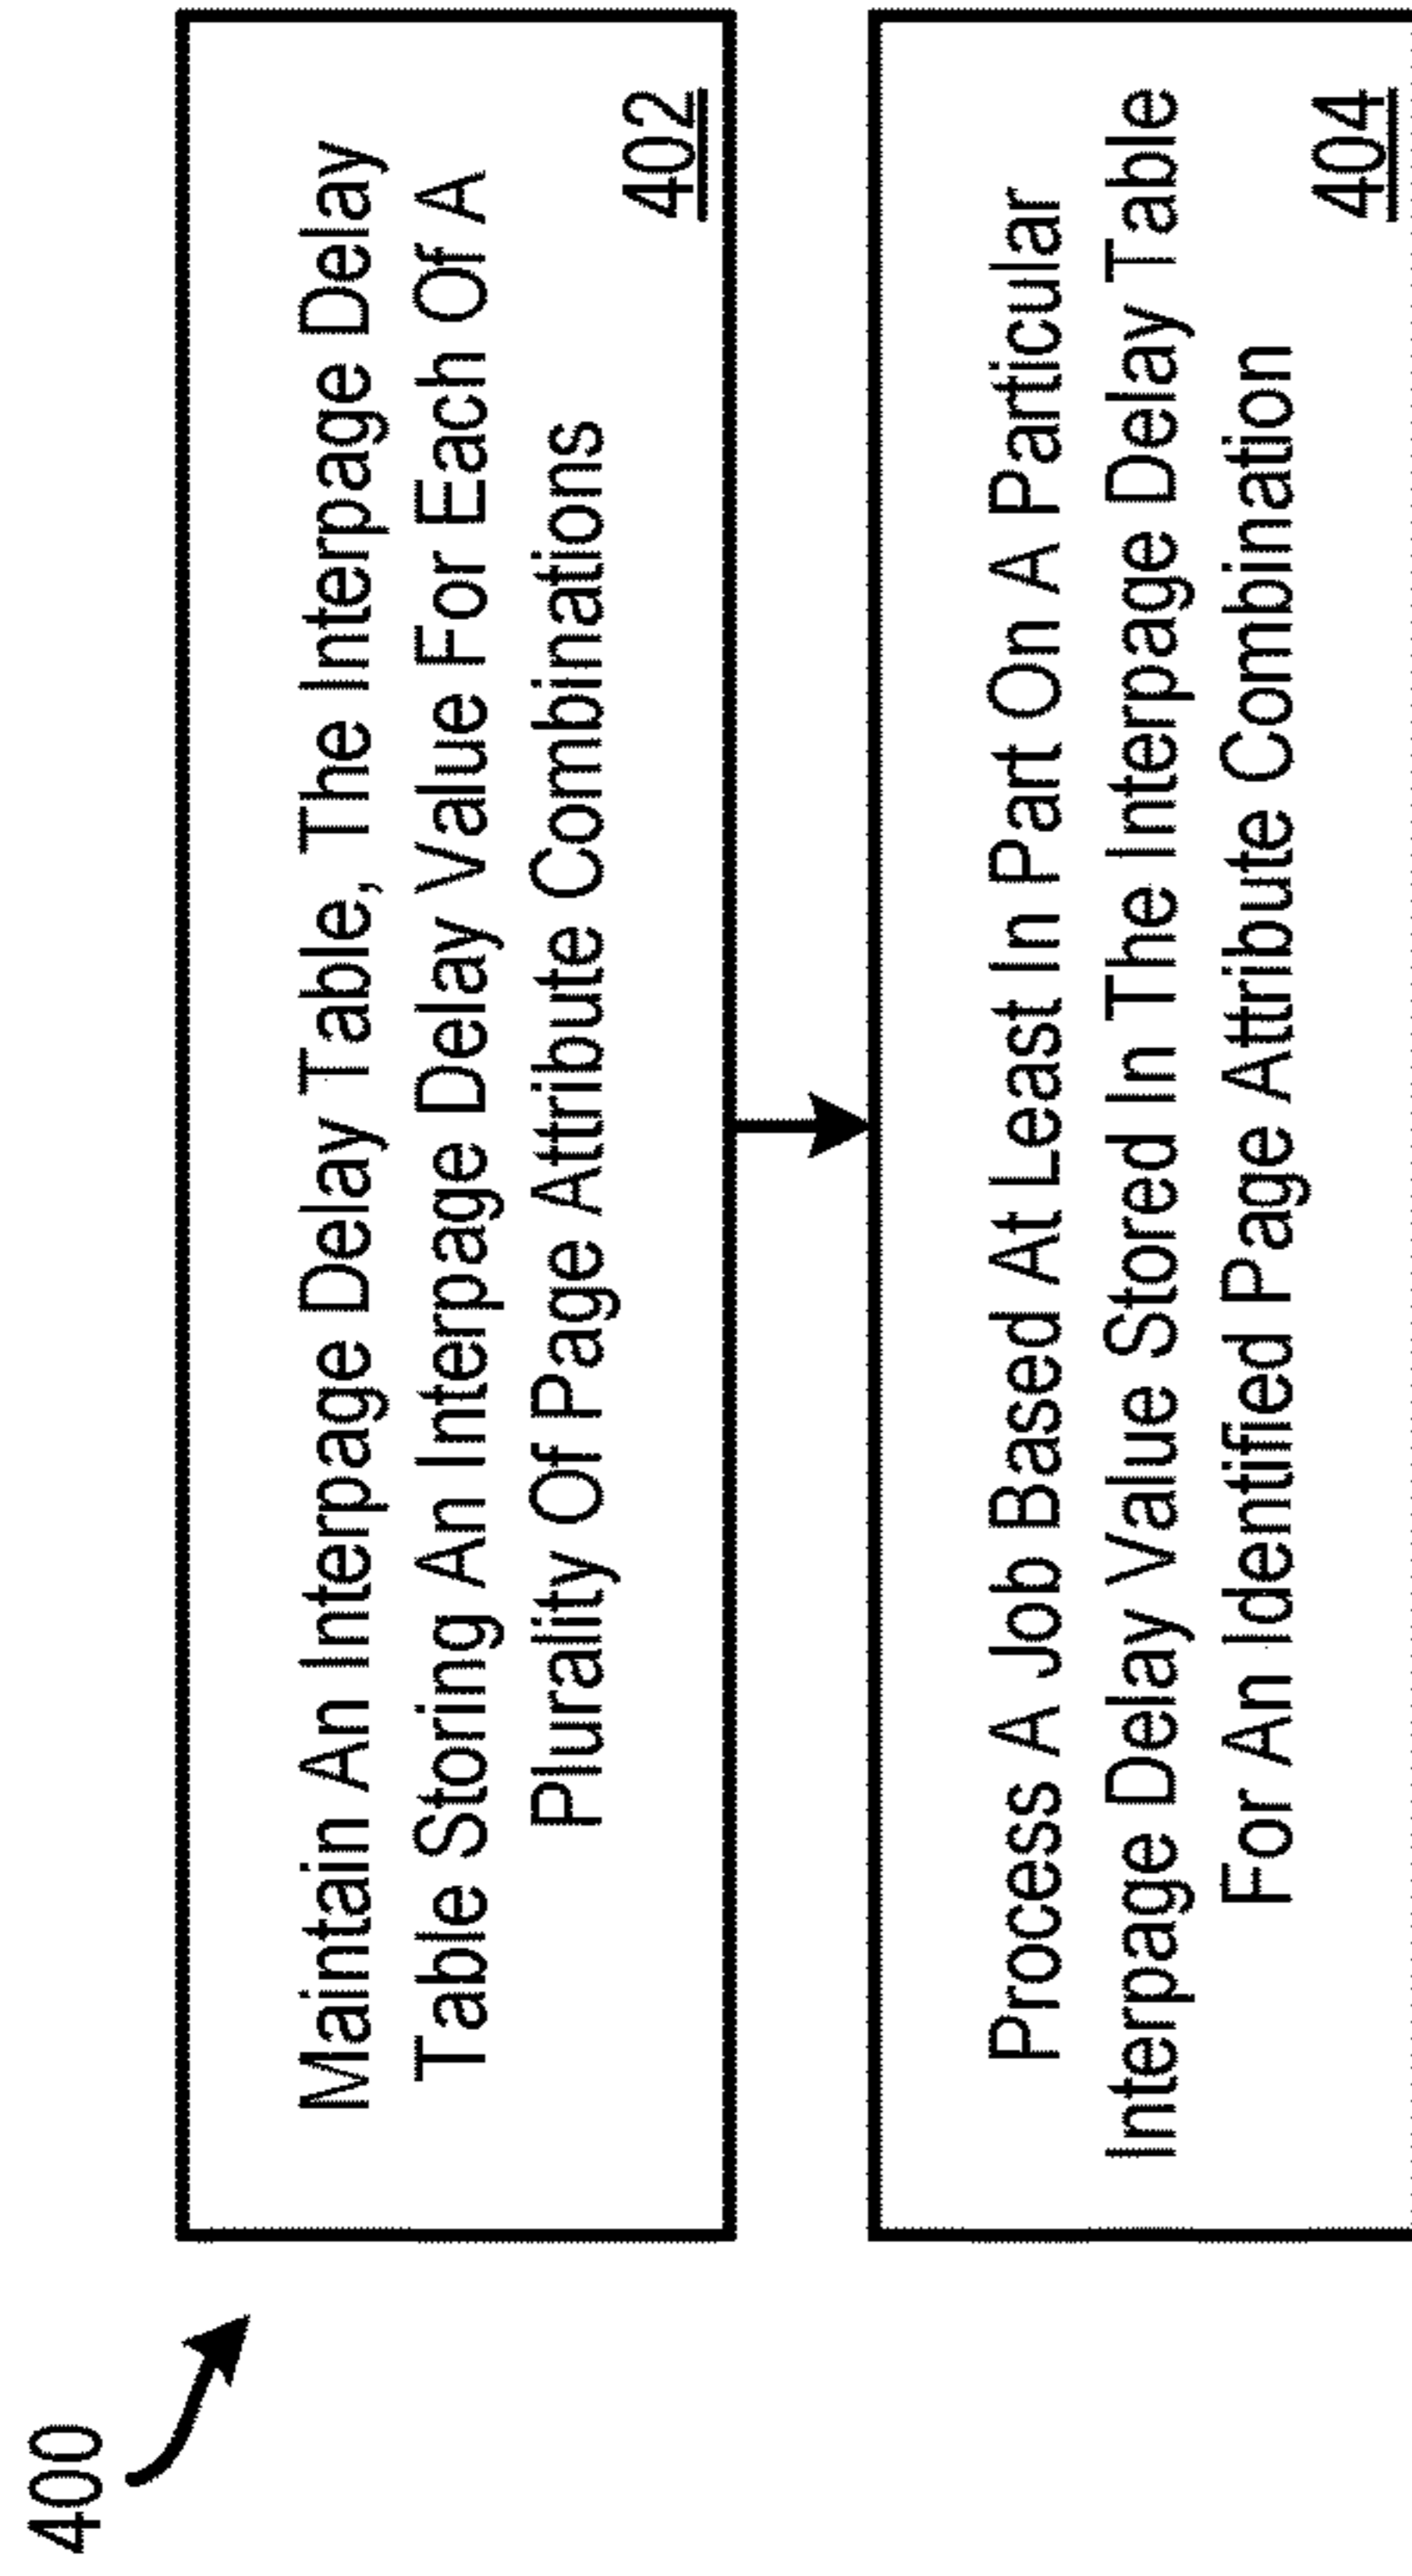 400
Maintain An Interpage Delay Table, The Interpage Delay
Table Storing An Interpage Delay Value For Each Of A
Plurality Of Page Attribute Combinations
402
Process A Job Based At Least In Part On A Particular
Interpage Delay Value Stored In The Interpage Delay Table
For An Identified Page Attribute Combination
404